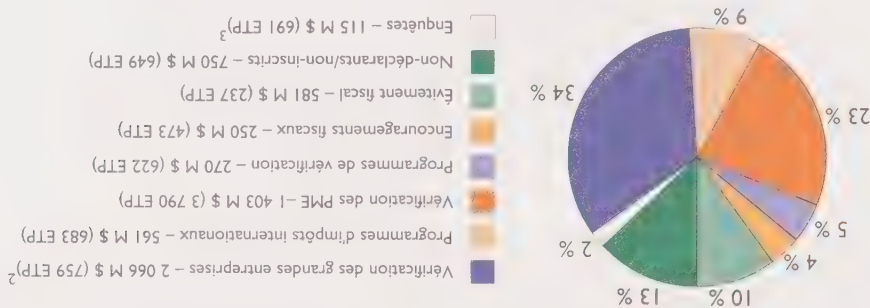 10 % 13 %
4 %
2 %
5 %
23 %
34 %
9 %
Vérification des grandes entreprises – 2 066 M $ (759 ETP)²
Programmes d'impôts internationaux – 561 M $ (683 ETP)
Vérification des PME –1 403 M $ (3 790 ETP)
Programmes de vérification – 270 M $ (622 ETP)
Encouragements fiscaux – 250 M $ (473 ETP)
Évitement fiscal – 581 M $ (237 ETP)
Non-déclarants/non-inscrits – 750 M $ (649 ETP)
Enquêtes – 115 M $ (691 ETP)³